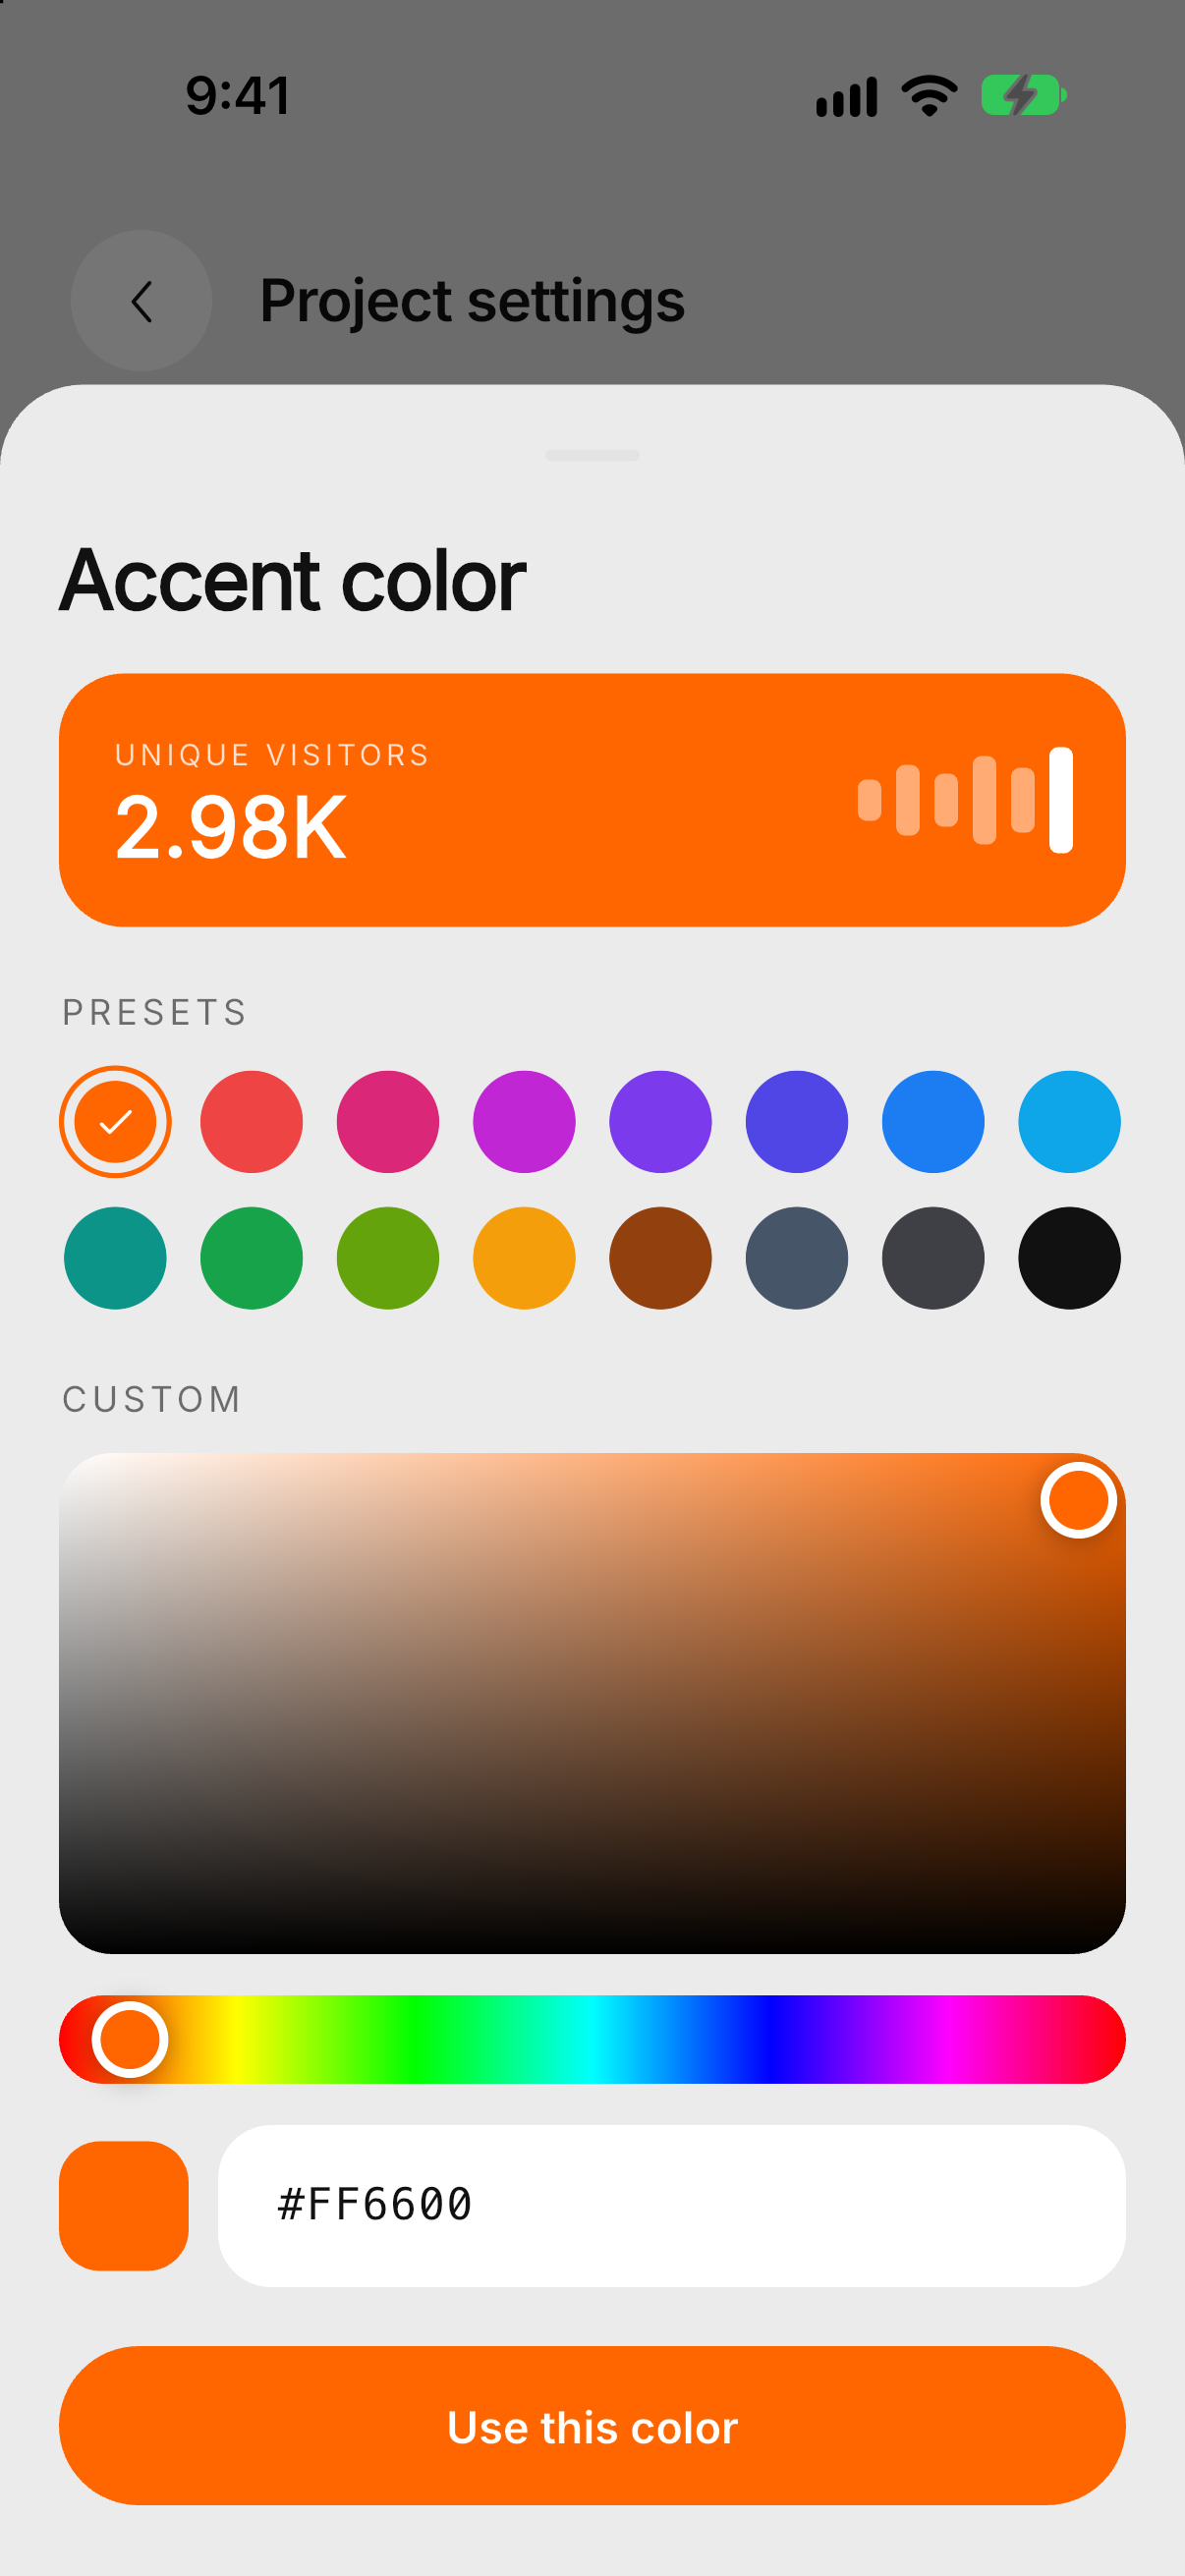 9:41
Project settings
Accent color
UNIQUE VISITORS
2.98K
PRESETS
CUSTOM
#FF6600
Use this color